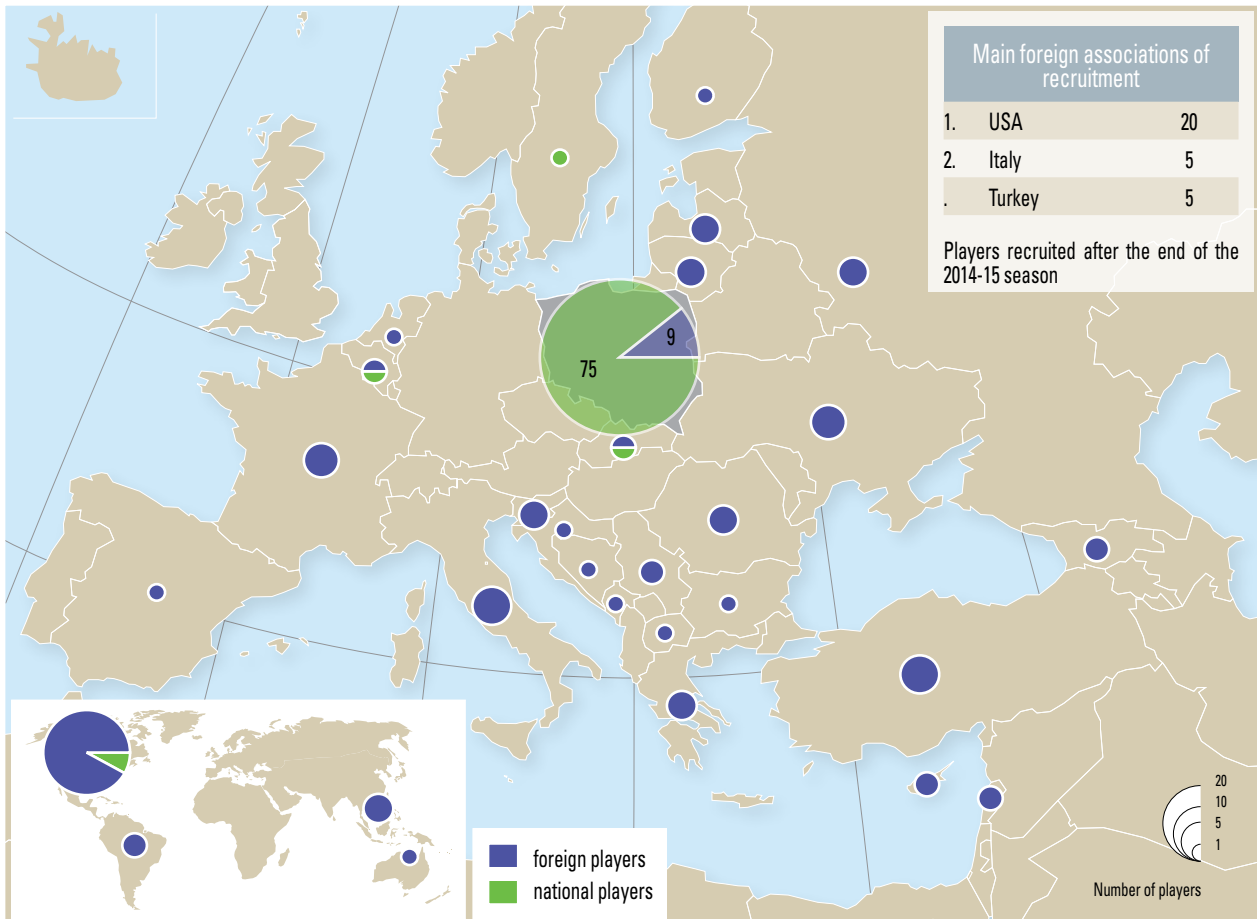 Main foreign associations of
recruitment
1. USA 20
2. Italy 5
. Turkey 5
Players recruited after the end of the
2014-15 season
9
75
foreign players
national players
20
10
5
1
Number of players